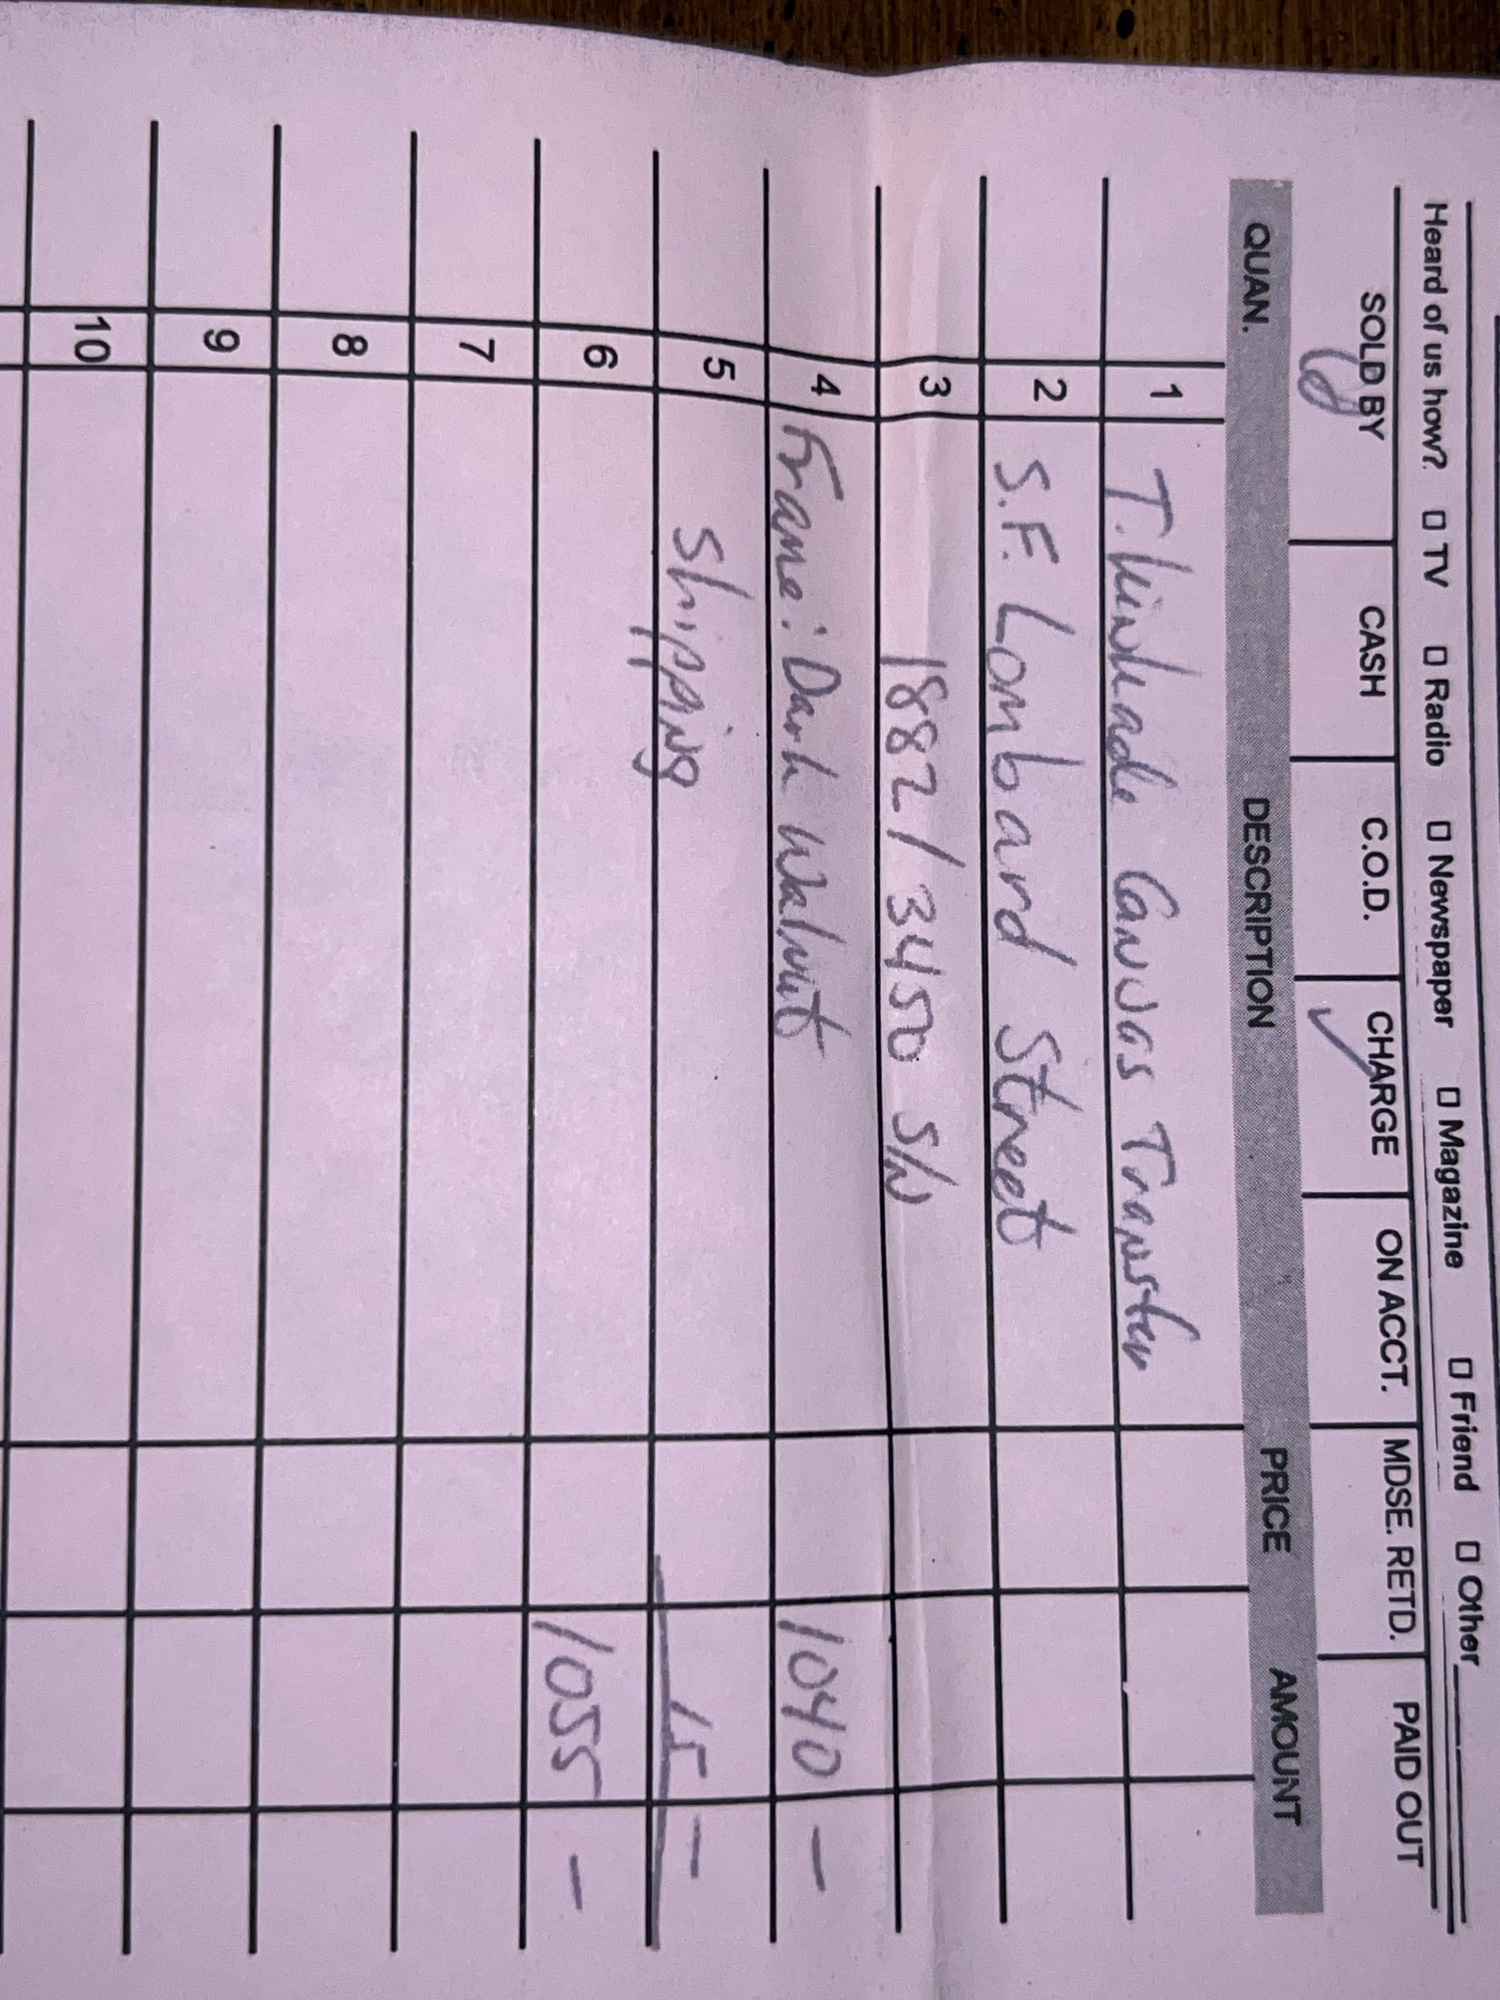 Heard of us how? □ TV □ Radio □ Newspaper □ Magazine □ Friend □ Other
SOLD BY CASH C.O.D. CHARGE ON ACCT. MDSE. RETD. PAID OUT
✓
QUAN. DESCRIPTION PRICE AMOUNT
1 T. Kinkade Canvas Transfer
2 S.F. Lombard Street
3 1882 / 3450 S/N
4 Frame: Dark Walnut 1040 –
5 Shipping 15 –
6 1055 –
7
8
9
10